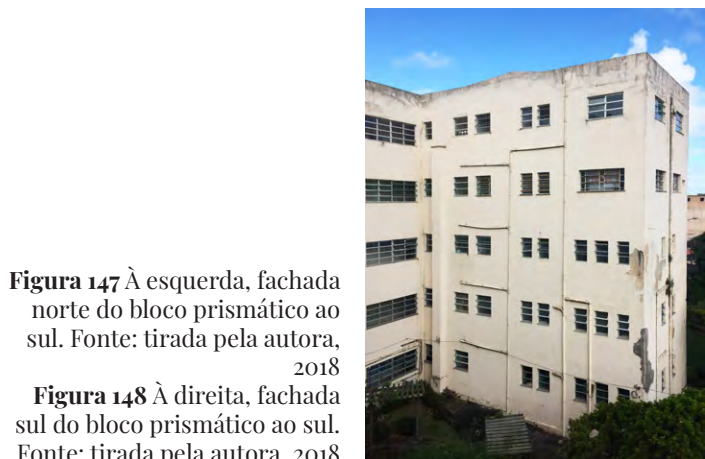 Figura 147 À esquerda, fachada
norte do bloco prismático ao
sul. Fonte: tirada pela autora,
2018
Figura 148 À direita, fachada
sul do bloco prismático ao sul.
Fonte: tirada pela autora, 2018